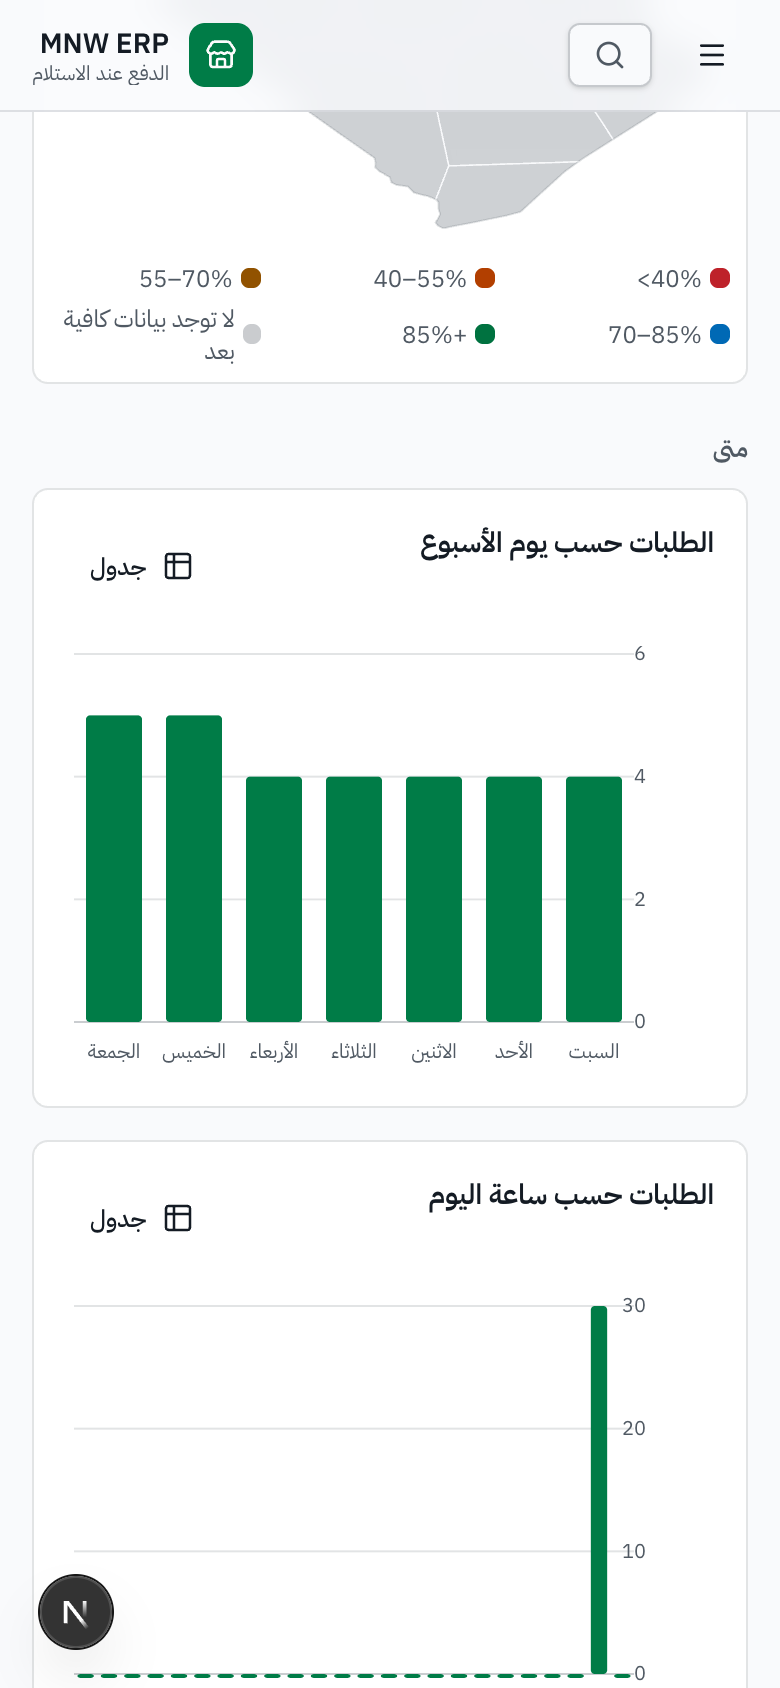 MNW ERP
الدفع عند الاستلام
<40%
40–55%
55–70%
70–85%
85%+
لا توجد بيانات كافية
بعد
متى
الطلبات حسب يوم الأسبوع
جدول
6
4
2
0
السبت
الأحد
الاثنين
الثلاثاء
الأربعاء
الخميس
الجمعة
الطلبات حسب ساعة اليوم
جدول
30
20
10
0
N